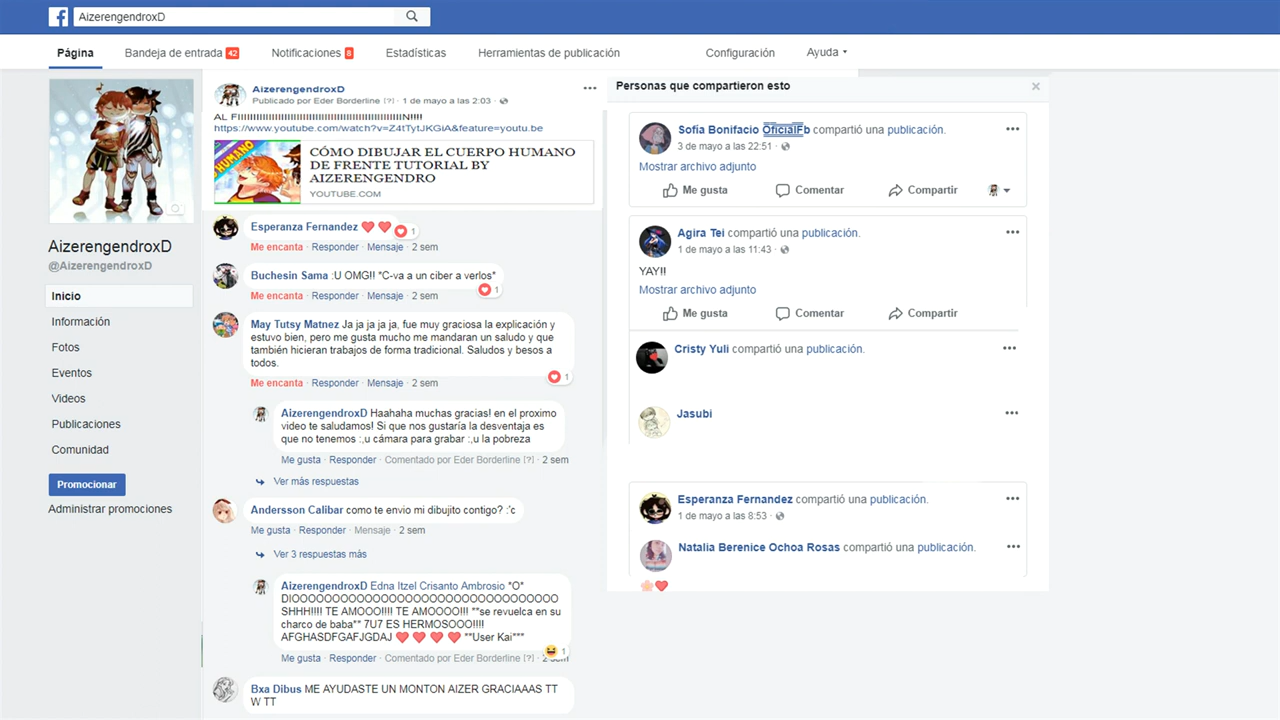 AizerengendroxD
Página
Bandeja de entrada 42
Notificaciones 8
Estadísticas
Herramientas de publicación
Configuración
Ayuda
AizerengendroxD
@AizerengendroxD
Inicio
Información
Fotos
Eventos
Videos
Publicaciones
Comunidad
Promocionar
Administrar promociones
AizerengendroxD
Publicado por Eder Borderline [?] · 1 de mayo a las 2:03 ·
https://www.youtube.com/watch?v=Z4tTytJKGiA&feature=youtu.be
HUMANO
CÓMO DIBUJAR EL CUERPO HUMANO
DE FRENTE TUTORIAL BY
AIZERENGENDRO
YOUTUBE.COM
Esperanza Fernandez ❤ ❤ 1
Me encanta · Responder · Mensaje · 2 sem
Buchesin Sama :U OMG!! *C-va a un ciber a verlos*
1
Me encanta · Responder · Mensaje · 2 sem
May Tutsy Matnez Ja ja ja ja ja, fue muy graciosa la explicación y
estuvo bien, pero me gusta mucho me mandaran un saludo y que
también hicieran trabajos de forma tradicional. Saludos y besos a
todos.
1
Me encanta · Responder · Mensaje · 2 sem
AizerengendroxD Haahaha muchas gracias! en el proximo
video te saludamos! Si que nos gustaría la desventaja es
que no tenemos :,u cámara para grabar :,u la pobreza
Me gusta · Responder · Comentado por Eder Borderline [?] · 2 sem
Ver más respuestas
Andersson Calibar como te envio mi dibujito contigo? :'c
Me gusta · Responder · Mensaje · 2 sem
Ver 3 respuestas más
AizerengendroxD Edna Itzel Crisanto Ambrosio *O*
DIOOOOOOOOOOOOOOOOOOOOOOOOOOOOOOOO
SHHH!!!! TE AMOOO!!!! TE AMOOOO!!! **se revuelca en su
charco de baba** 7U7 ES HERMOSOOO!!!!
AFGHASDFGAFJGDAJ ❤ ❤ ❤ ❤ **User Kai***
1
Me gusta · Responder · Comentado por Eder Borderline [?] · 2 sem
Bxa Dibus ME AYUDASTE UN MONTON AIZER GRACIAAAS TT
W TT
Personas que compartieron esto
Sofía Bonifacio OficialFb compartió una publicación.
3 de mayo a las 22:51 ·
Mostrar archivo adjunto
Me gusta Comentar Compartir
Agira Tei compartió una publicación.
1 de mayo a las 11:43 ·
YAY!!
Mostrar archivo adjunto
Me gusta Comentar Compartir
Cristy Yuli compartió una publicación.
Jasubi
Esperanza Fernandez compartió una publicación.
1 de mayo a las 8:53 ·
Natalia Berenice Ochoa Rosas compartió una publicación.